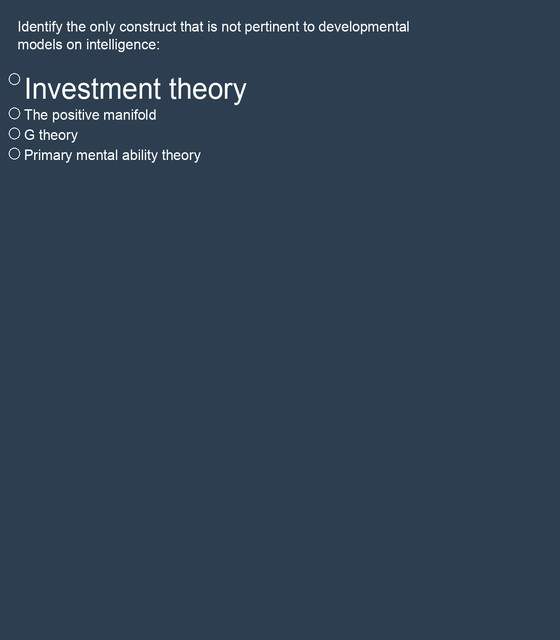 Identify the only construct that is not pertinent to developmental
models on intelligence:
Investment theory
The positive manifold
G theory
Primary mental ability theory